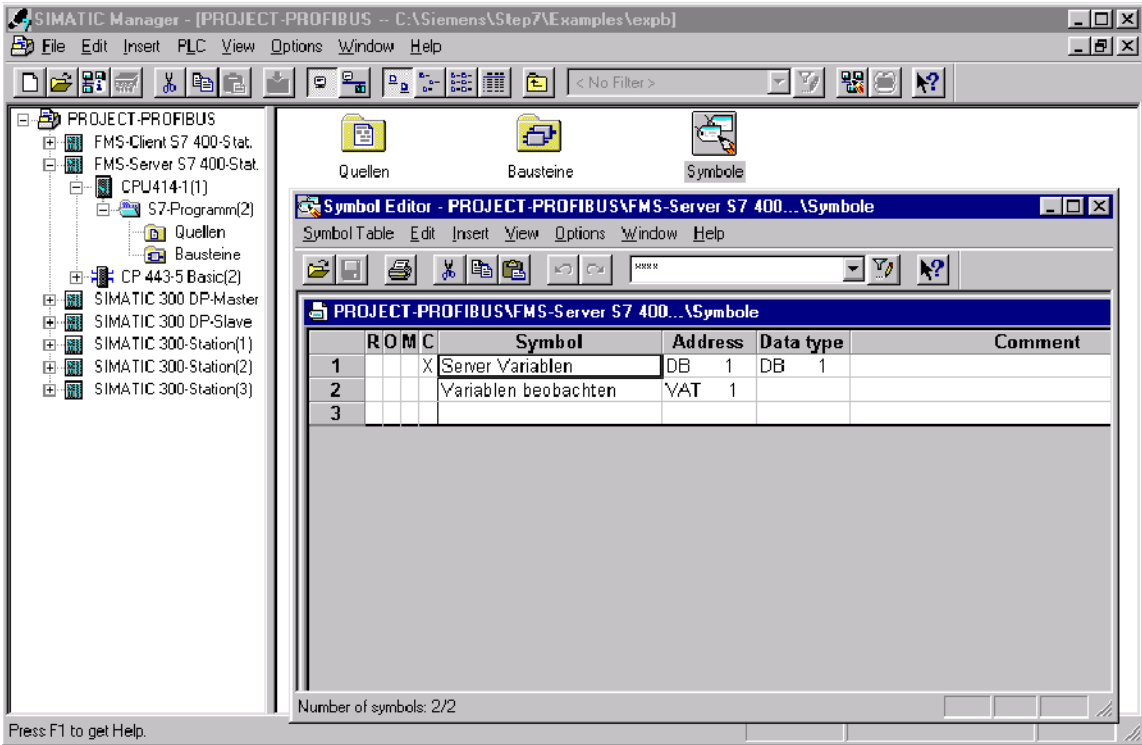 SIMATIC Manager - [PROJECT-PROFIBUS -- C:\Siemens\Step7\Examples\expb]
File Edit Insert PLC View Options Window Help
< No Filter >
PROJECT-PROFIBUS
FMS-Client S7 400-Stat.
FMS-Server S7 400-Stat.
CPU414-1(1)
S7-Programm(2)
Quellen
Bausteine
CP 443-5 Basic(2)
SIMATIC 300 DP-Master
SIMATIC 300 DP-Slave
SIMATIC 300-Station(1)
SIMATIC 300-Station(2)
SIMATIC 300-Station(3)
Quellen Bausteine Symbole
Symbol Editor - PROJECT-PROFIBUS\FMS-Server S7 400...\Symbole
Symbol Table Edit Insert View Options Window Help
****
PROJECT-PROFIBUS\FMS-Server S7 400...\Symbole
R O M C Symbol Address Data type Comment
1 X Server Variablen DB 1 DB 1
2 Variablen beobachten VAT 1
3
Number of symbols: 2/2
Press F1 to get Help.